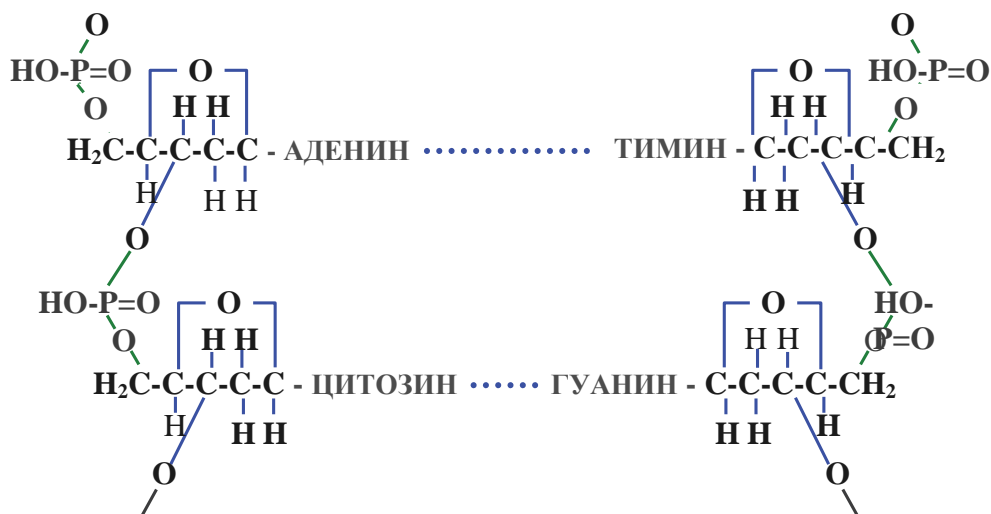 O O
HO-P=O O O HO-P=O
O H H H H O
H₂C-C-C-C-C - АДЕНИН ТИМИН - C-C-C-C-CH₂
H H H H H H
O O
HO-P=O O O HO-
O H H H H O P=O
H₂C-C-C-C-C - ЦИТОЗИН ГУАНИН - C-C-C-C-CH₂
H H H H H H
O O